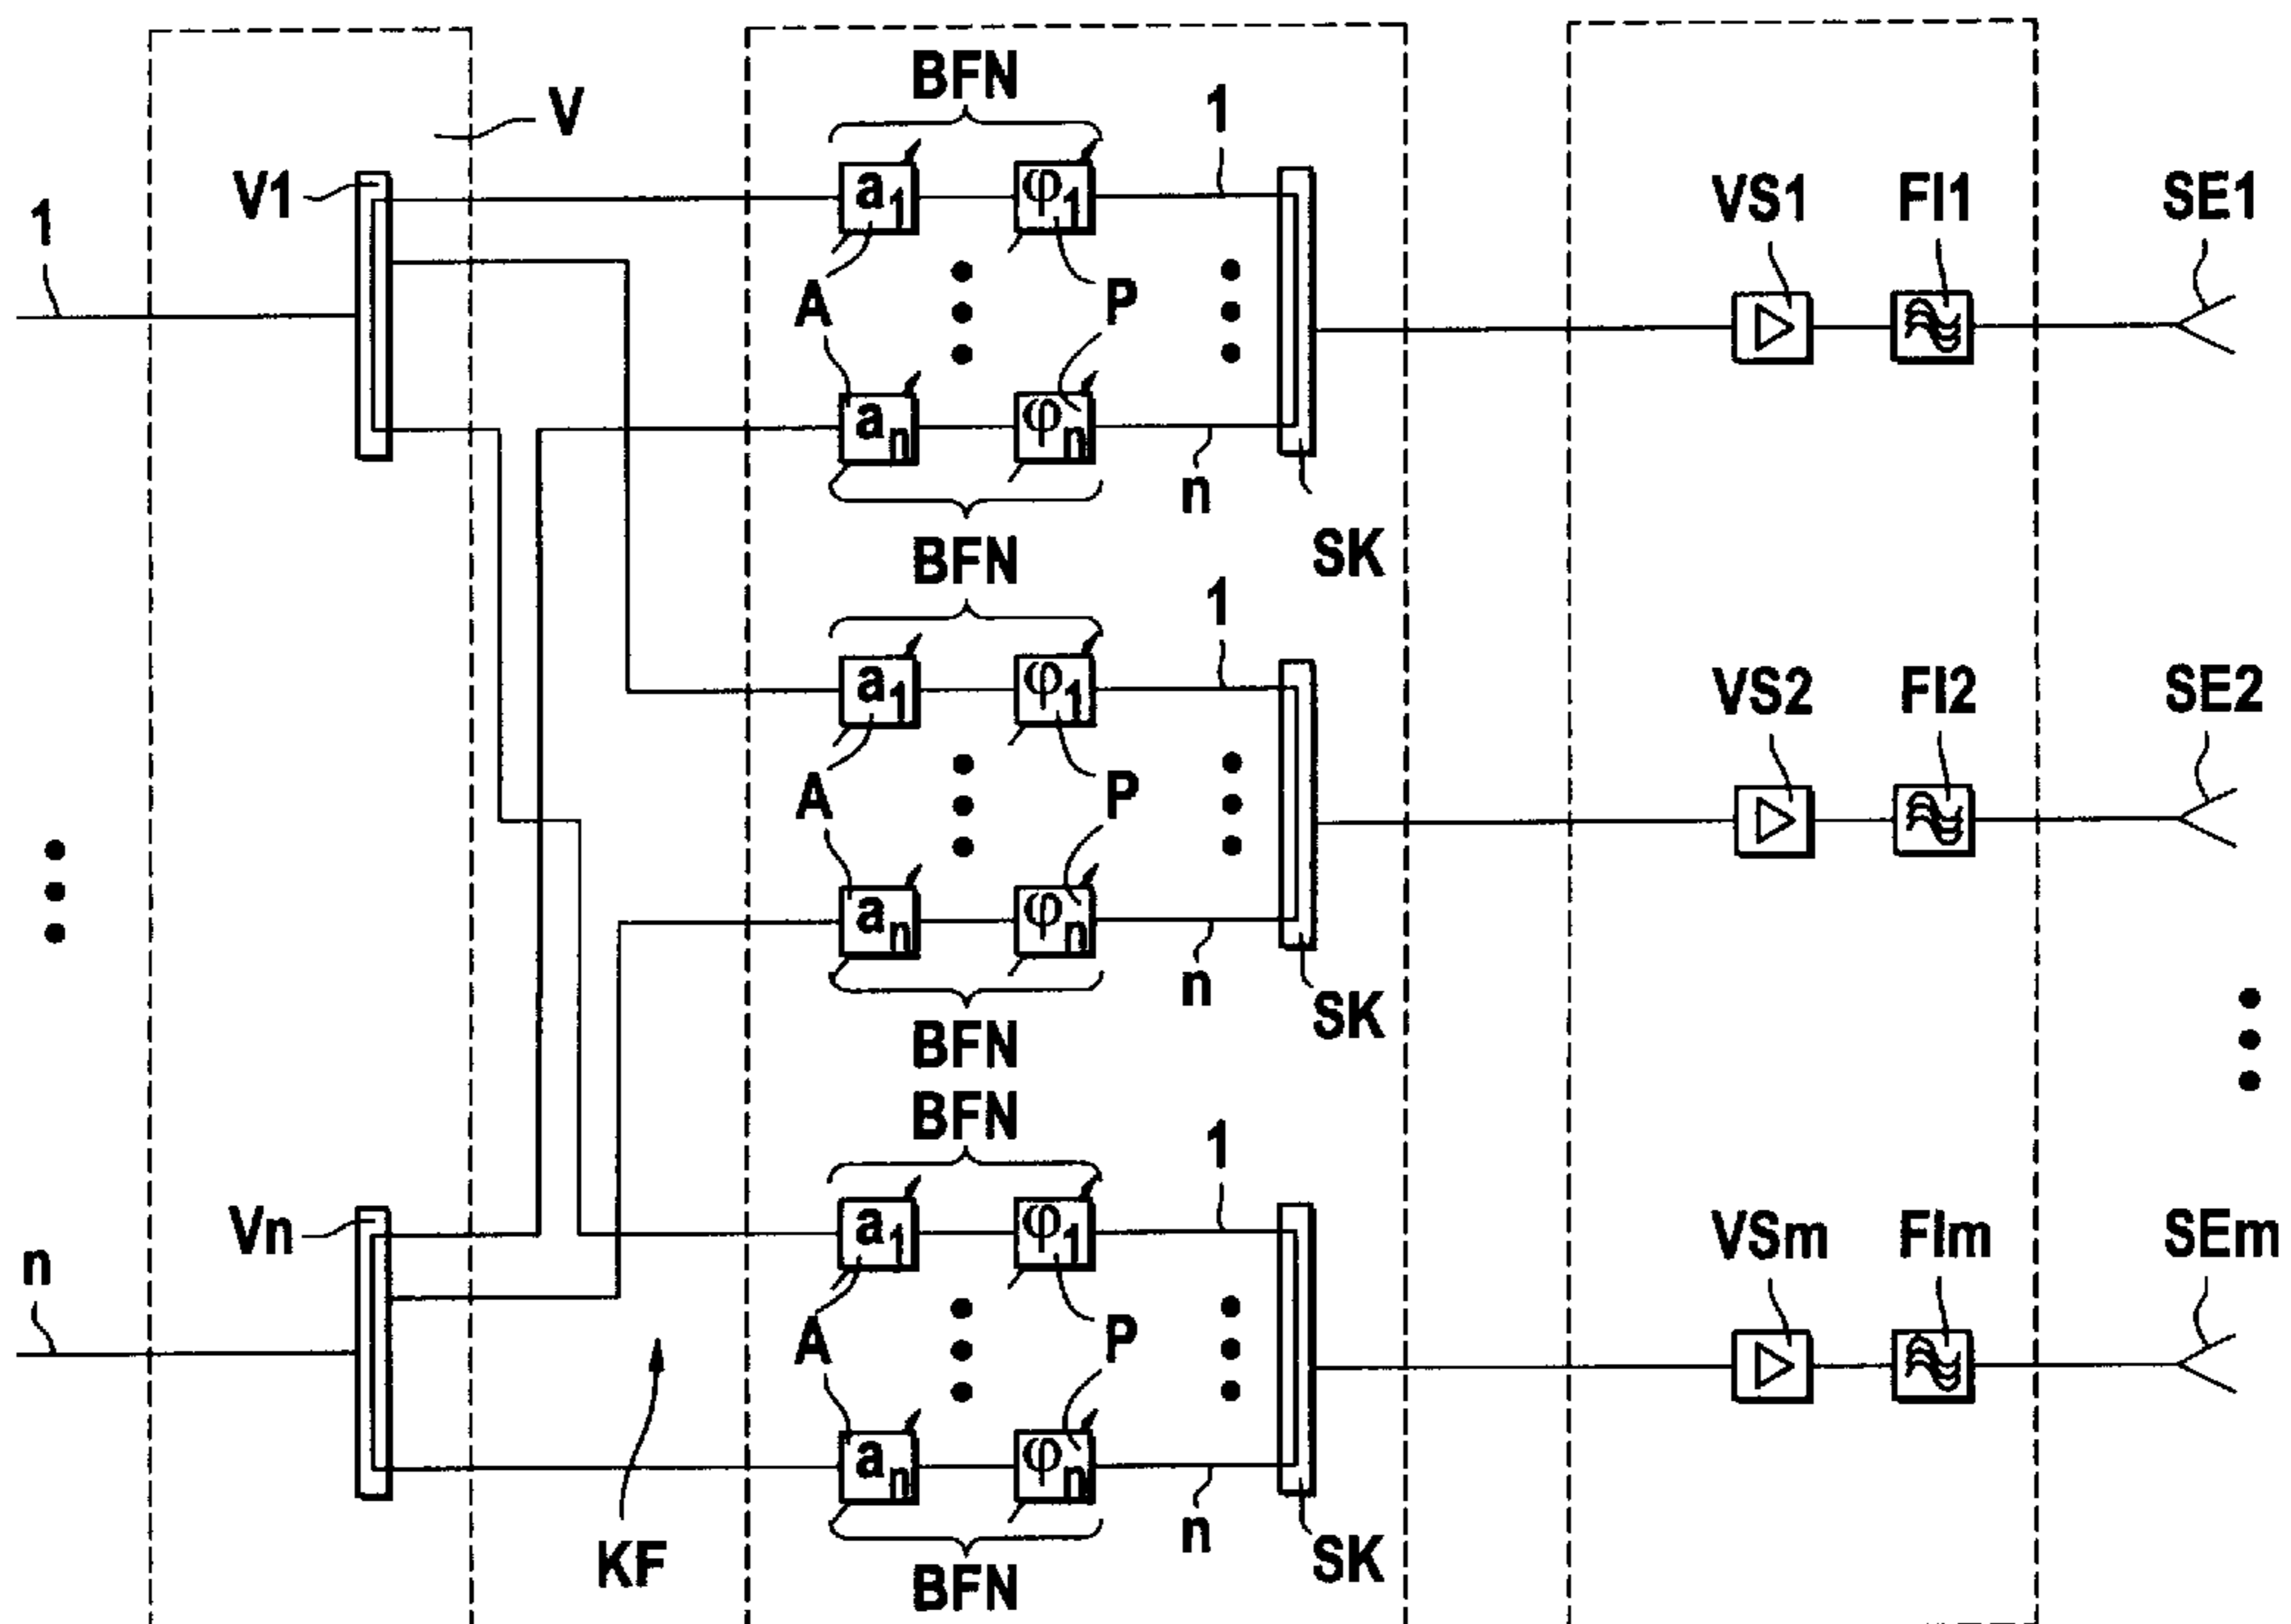 BFN
V
1
V1
a1
φ1
VS1
FI1
SE1
1
A
P
an
φn
n
BFN
SK
BFN
1
a1
φ1
VS2
FI2
SE2
A
P
an
φn
n
SK
BFN
BFN
1
Vn
a1
φ1
VSm
FIm
SEm
n
A
P
an
φn
n
KF
BFN
SK